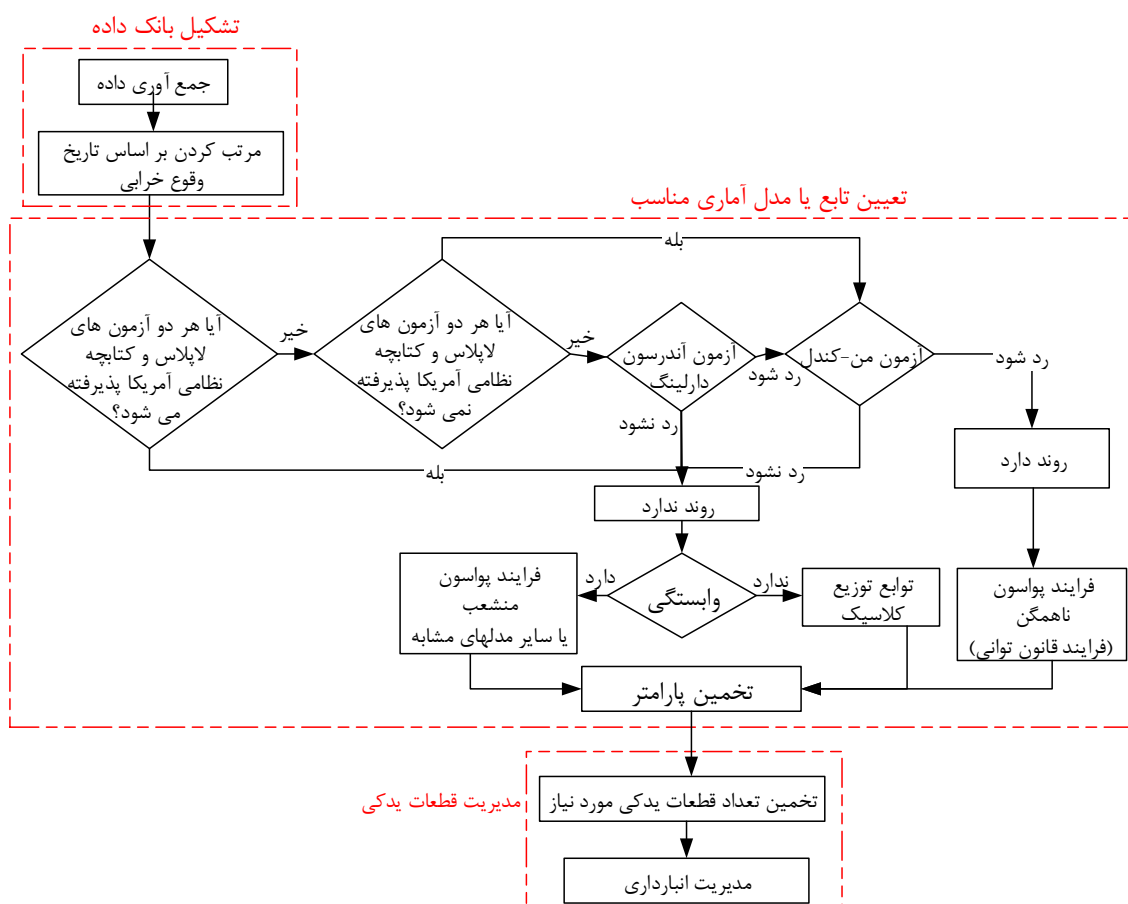 تشکیل بانک داده
جمع آوری داده
مرتب کردن بر اساس تاریخ
وقوع خرابی
تعیین تابع یا مدل آماری مناسب
آیا هر دو آزمون های
لاپلاس و کتابچه
نظامی آمریکا پذیرفته
می شود؟
خیر
بله
آیا هر دو آزمون های
لاپلاس و کتابچه
نظامی آمریکا پذیرفته
نمی شود؟
خیر
بله
آزمون آندرسون
دارلینگ
رد شود
رد نشود
آزمون من-کندل
رد شود
رد نشود
روند دارد
روند ندارد
وابستگی
دارد
ندارد
فرایند پواسون
منشعب
یا سایر مدلهای مشابه
توابع توزیع
کلاسیک
فرایند پواسون
ناهمگن
(فرایند قانون توانی)
تخمین پارامتر
مدیریت قطعات یدکی
تخمین تعداد قطعات یدکی مورد نیاز
مدیریت انبارداری